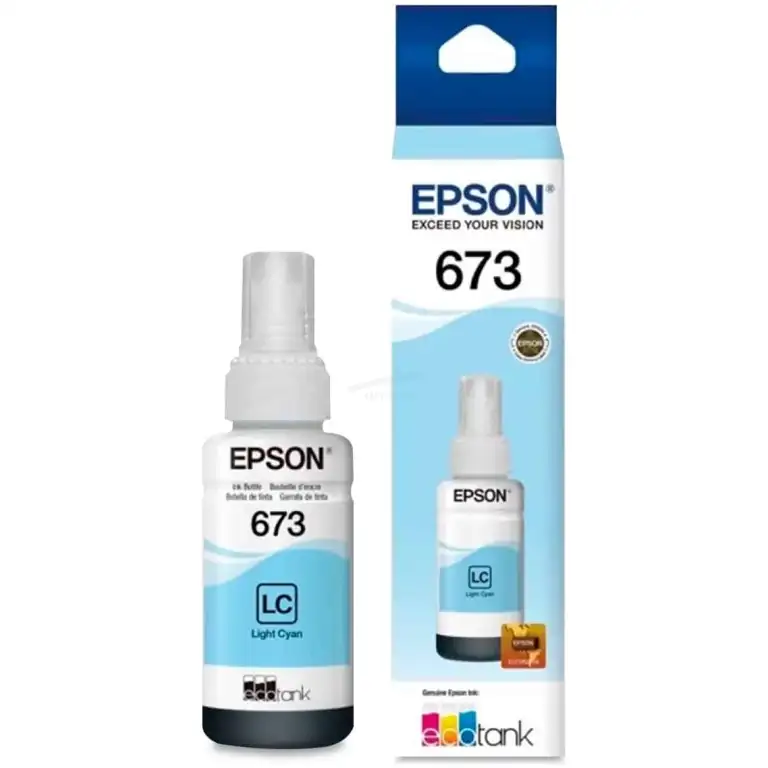 EPSON®
Ink Bottle Bouteille d'encre
Botella de tinta Garrafa de tinta
673
LC
Light Cyan
ecotank
EPSON®
EXCEED YOUR VISION
673
EPSON
EPSON®
LC
Light Cyan
EPSON
Genuine Epson Ink:
ecotank